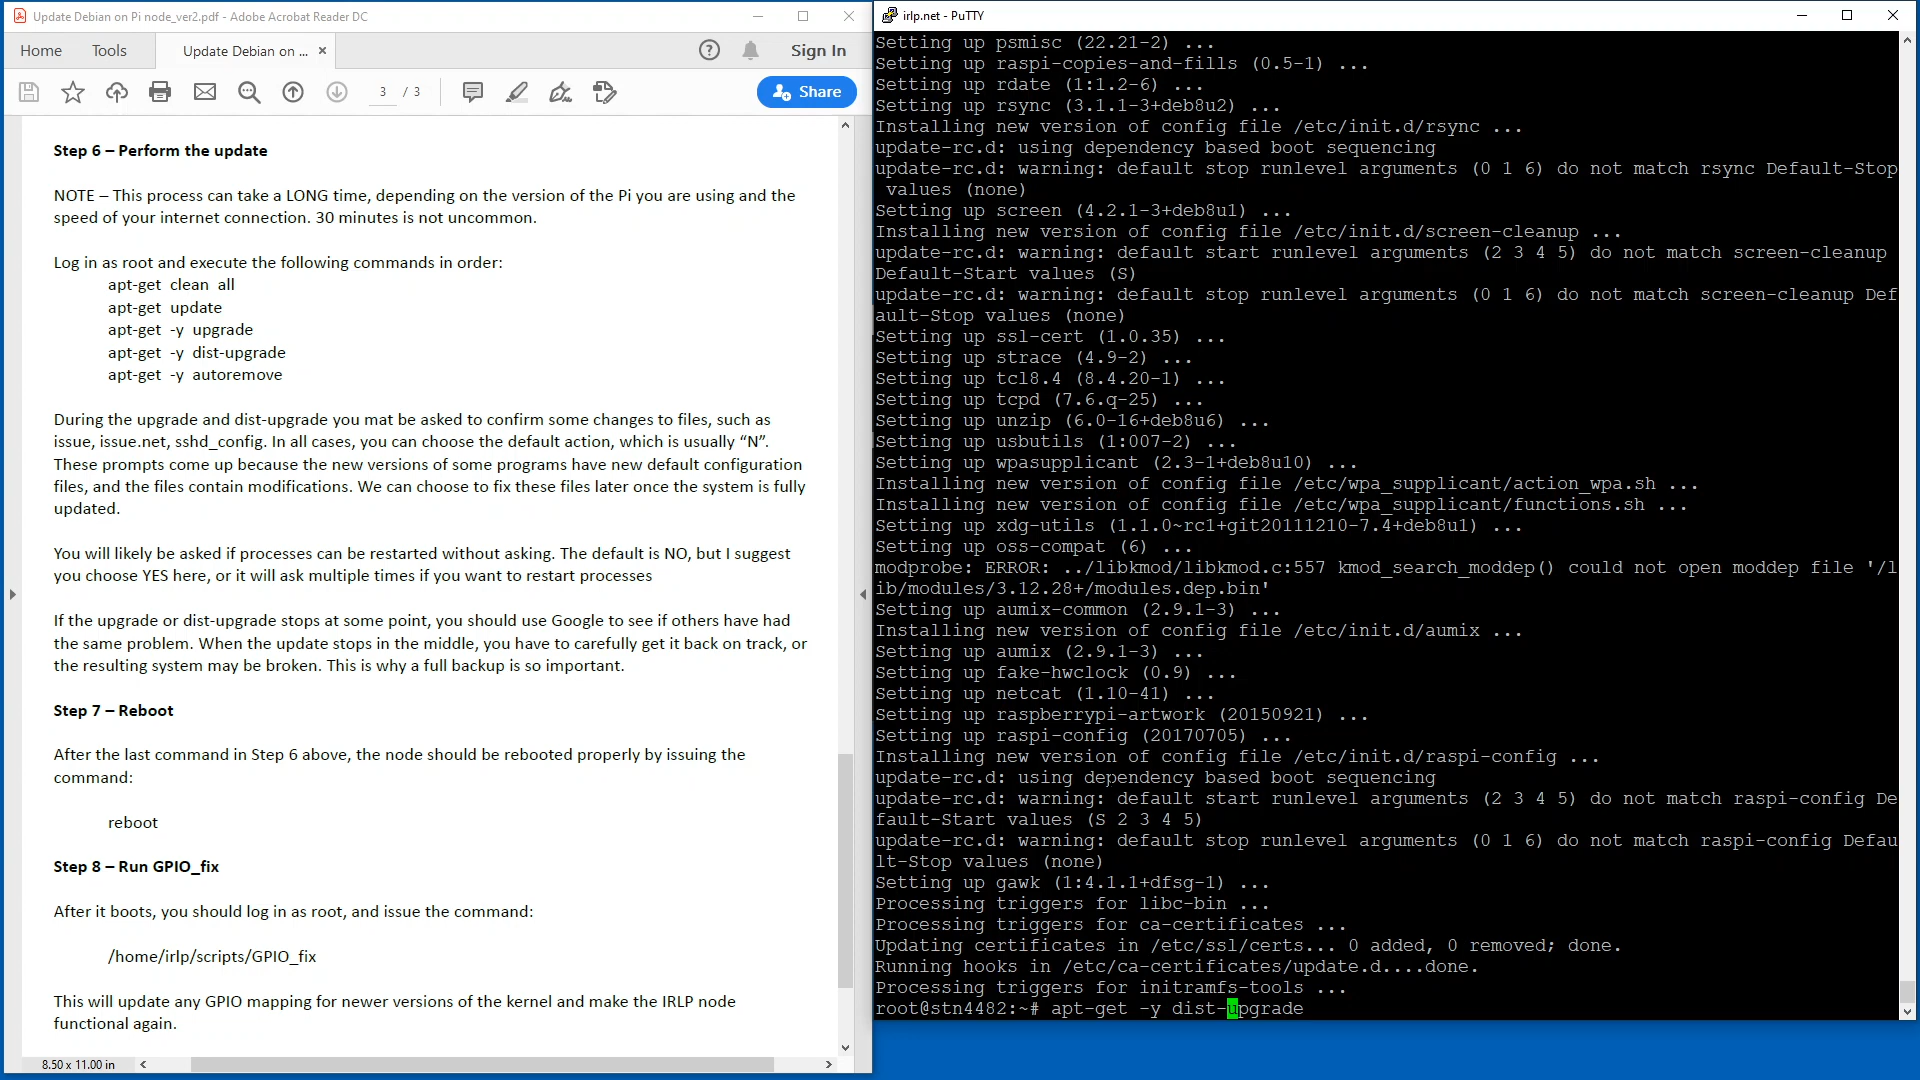 Update Debian on Pi node_ver2.pdf - Adobe Acrobat Reader DC
Home Tools Update Debian on ... × Sign In
3 / 3 Share
Step 6 – Perform the update
NOTE – This process can take a LONG time, depending on the version of the Pi you are using and the
speed of your internet connection. 30 minutes is not uncommon.
Log in as root and execute the following commands in order:
apt-get clean all
apt-get update
apt-get -y upgrade
apt-get -y dist-upgrade
apt-get -y autoremove
During the upgrade and dist-upgrade you mat be asked to confirm some changes to files, such as
issue, issue.net, sshd_config. In all cases, you can choose the default action, which is usually “N”.
These prompts come up because the new versions of some programs have new default configuration
files, and the files contain modifications. We can choose to fix these files later once the system is fully
updated.
You will likely be asked if processes can be restarted without asking. The default is NO, but I suggest
you choose YES here, or it will ask multiple times if you want to restart processes
If the upgrade or dist-upgrade stops at some point, you should use Google to see if others have had
the same problem. When the update stops in the middle, you have to carefully get it back on track, or
the resulting system may be broken. This is why a full backup is so important.
Step 7 – Reboot
After the last command in Step 6 above, the node should be rebooted properly by issuing the
command:
reboot
Step 8 – Run GPIO_fix
After it boots, you should log in as root, and issue the command:
/home/irlp/scripts/GPIO_fix
This will update any GPIO mapping for newer versions of the kernel and make the IRLP node
functional again.
8.50 x 11.00 in
irlp.net - PuTTY
Setting up psmisc (22.21-2) ...
Setting up raspi-copies-and-fills (0.5-1) ...
Setting up rdate (1:1.2-6) ...
Setting up rsync (3.1.1-3+deb8u2) ...
Installing new version of config file /etc/init.d/rsync ...
update-rc.d: using dependency based boot sequencing
update-rc.d: warning: default stop runlevel arguments (0 1 6) do not match rsync Default-Stop
values (none)
Setting up screen (4.2.1-3+deb8u1) ...
Installing new version of config file /etc/init.d/screen-cleanup ...
update-rc.d: warning: default start runlevel arguments (2 3 4 5) do not match screen-cleanup
Default-Start values (S)
update-rc.d: warning: default stop runlevel arguments (0 1 6) do not match screen-cleanup Def
ault-Stop values (none)
Setting up ssl-cert (1.0.35) ...
Setting up strace (4.9-2) ...
Setting up tcl8.4 (8.4.20-1) ...
Setting up tcpd (7.6.q-25) ...
Setting up unzip (6.0-16+deb8u6) ...
Setting up usbutils (1:007-2) ...
Setting up wpasupplicant (2.3-1+deb8u10) ...
Installing new version of config file /etc/wpa_supplicant/action_wpa.sh ...
Installing new version of config file /etc/wpa_supplicant/functions.sh ...
Setting up xdg-utils (1.1.0~rc1+git20111210-7.4+deb8u1) ...
Setting up oss-compat (6) ...
modprobe: ERROR: ../libkmod/libkmod.c:557 kmod_search_moddep() could not open moddep file '/l
ib/modules/3.12.28+/modules.dep.bin'
Setting up aumix-common (2.9.1-3) ...
Installing new version of config file /etc/init.d/aumix ...
Setting up aumix (2.9.1-3) ...
Setting up fake-hwclock (0.9) ...
Setting up netcat (1.10-41) ...
Setting up raspberrypi-artwork (20150921) ...
Setting up raspi-config (20170705) ...
Installing new version of config file /etc/init.d/raspi-config ...
update-rc.d: using dependency based boot sequencing
update-rc.d: warning: default start runlevel arguments (2 3 4 5) do not match raspi-config De
fault-Start values (S 2 3 4 5)
update-rc.d: warning: default stop runlevel arguments (0 1 6) do not match raspi-config Defau
lt-Stop values (none)
Setting up gawk (1:4.1.1+dfsg-1) ...
Processing triggers for libc-bin ...
Processing triggers for ca-certificates ...
Updating certificates in /etc/ssl/certs... 0 added, 0 removed; done.
Running hooks in /etc/ca-certificates/update.d....done.
Processing triggers for initramfs-tools ...
root@stn4482:~# apt-get -y dist-upgrade